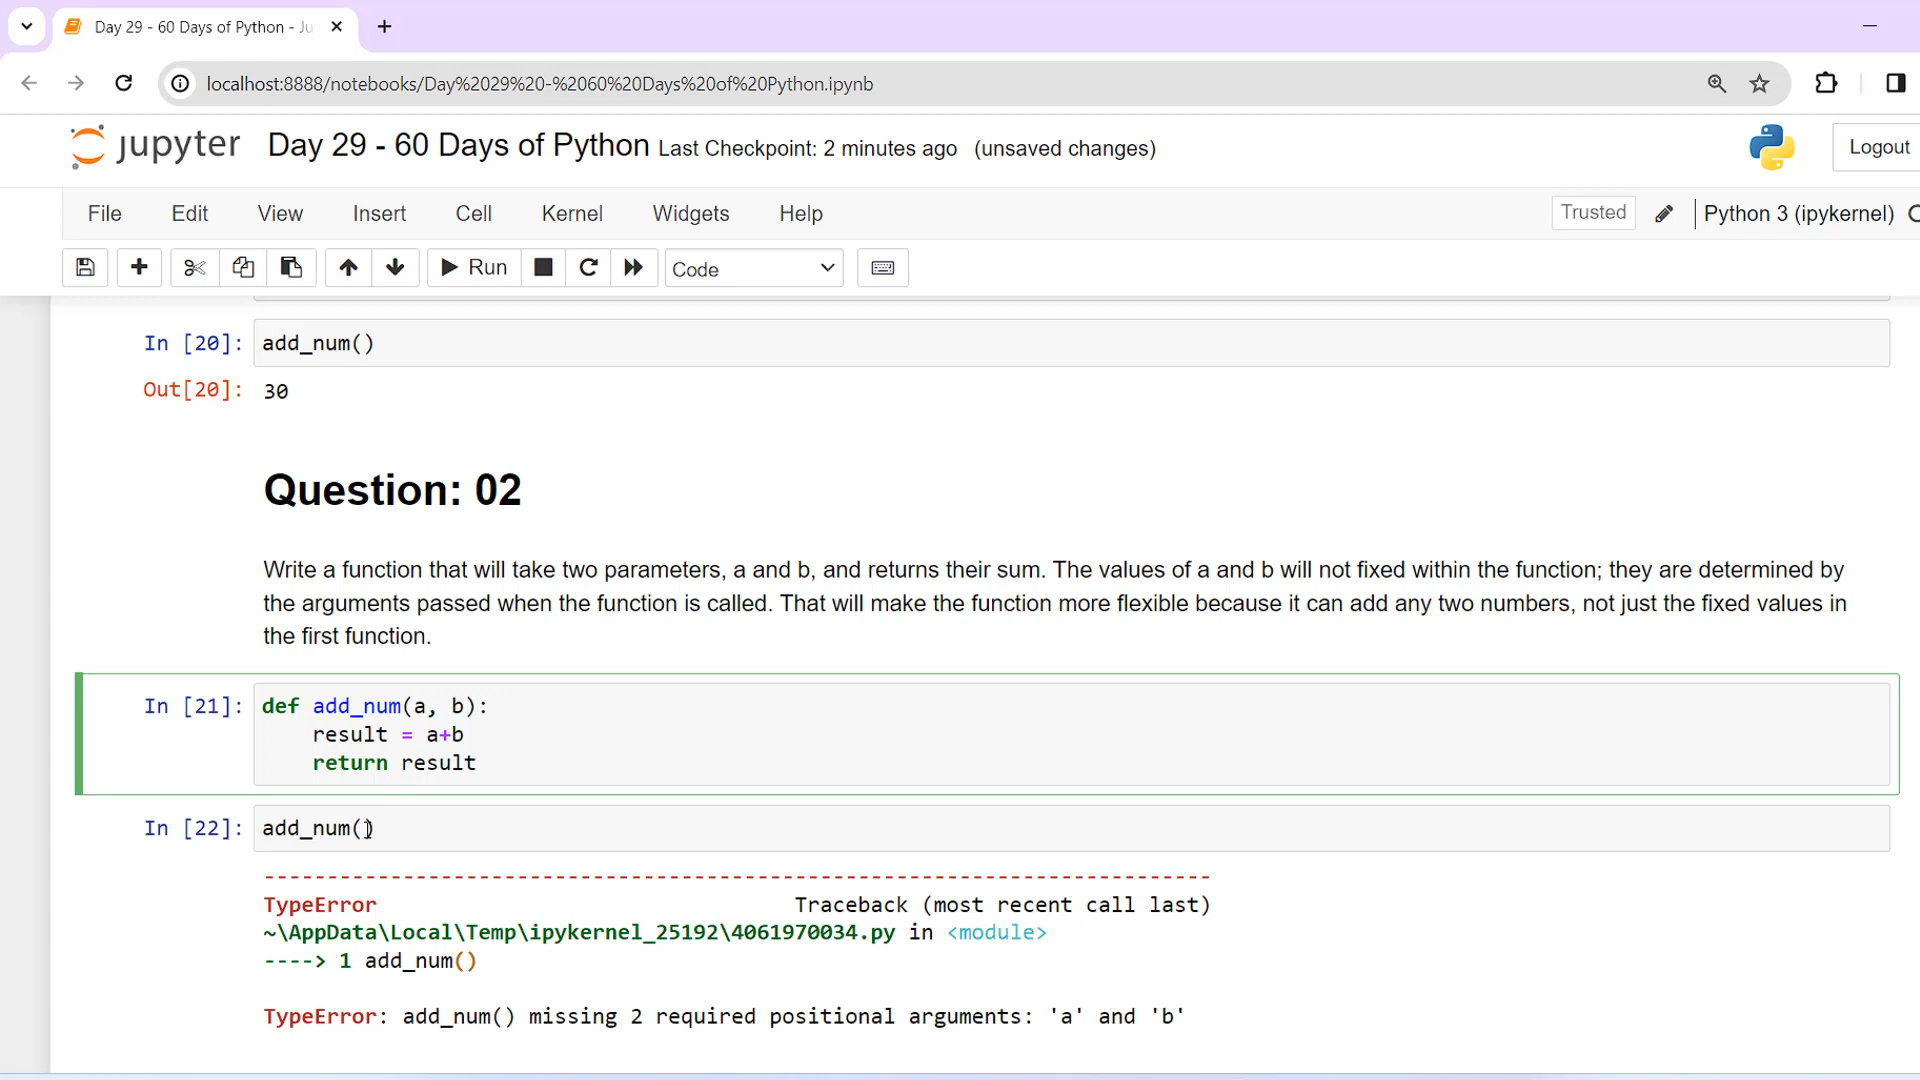 Day 29 - 60 Days of Python - Ju
localhost:8888/notebooks/Day%2029%20-%2060%20Days%20of%20Python.ipynb
jupyter Day 29 - 60 Days of Python Last Checkpoint: 2 minutes ago (unsaved changes)
Logout
File Edit View Insert Cell Kernel Widgets Help
Trusted Python 3 (ipykernel)
Run Code
In [20]: add_num()
Out[20]: 30
Question: 02
Write a function that will take two parameters, a and b, and returns their sum. The values of a and b will not fixed within the function; they are determined by
the arguments passed when the function is called. That will make the function more flexible because it can add any two numbers, not just the fixed values in
the first function.
In [21]: def add_num(a, b):
result = a+b
return result
In [22]: add_num()
---------------------------------------------------------------------------
TypeError Traceback (most recent call last)
~\AppData\Local\Temp\ipykernel_25192\4061970034.py in <module>
----> 1 add_num()
TypeError: add_num() missing 2 required positional arguments: 'a' and 'b'